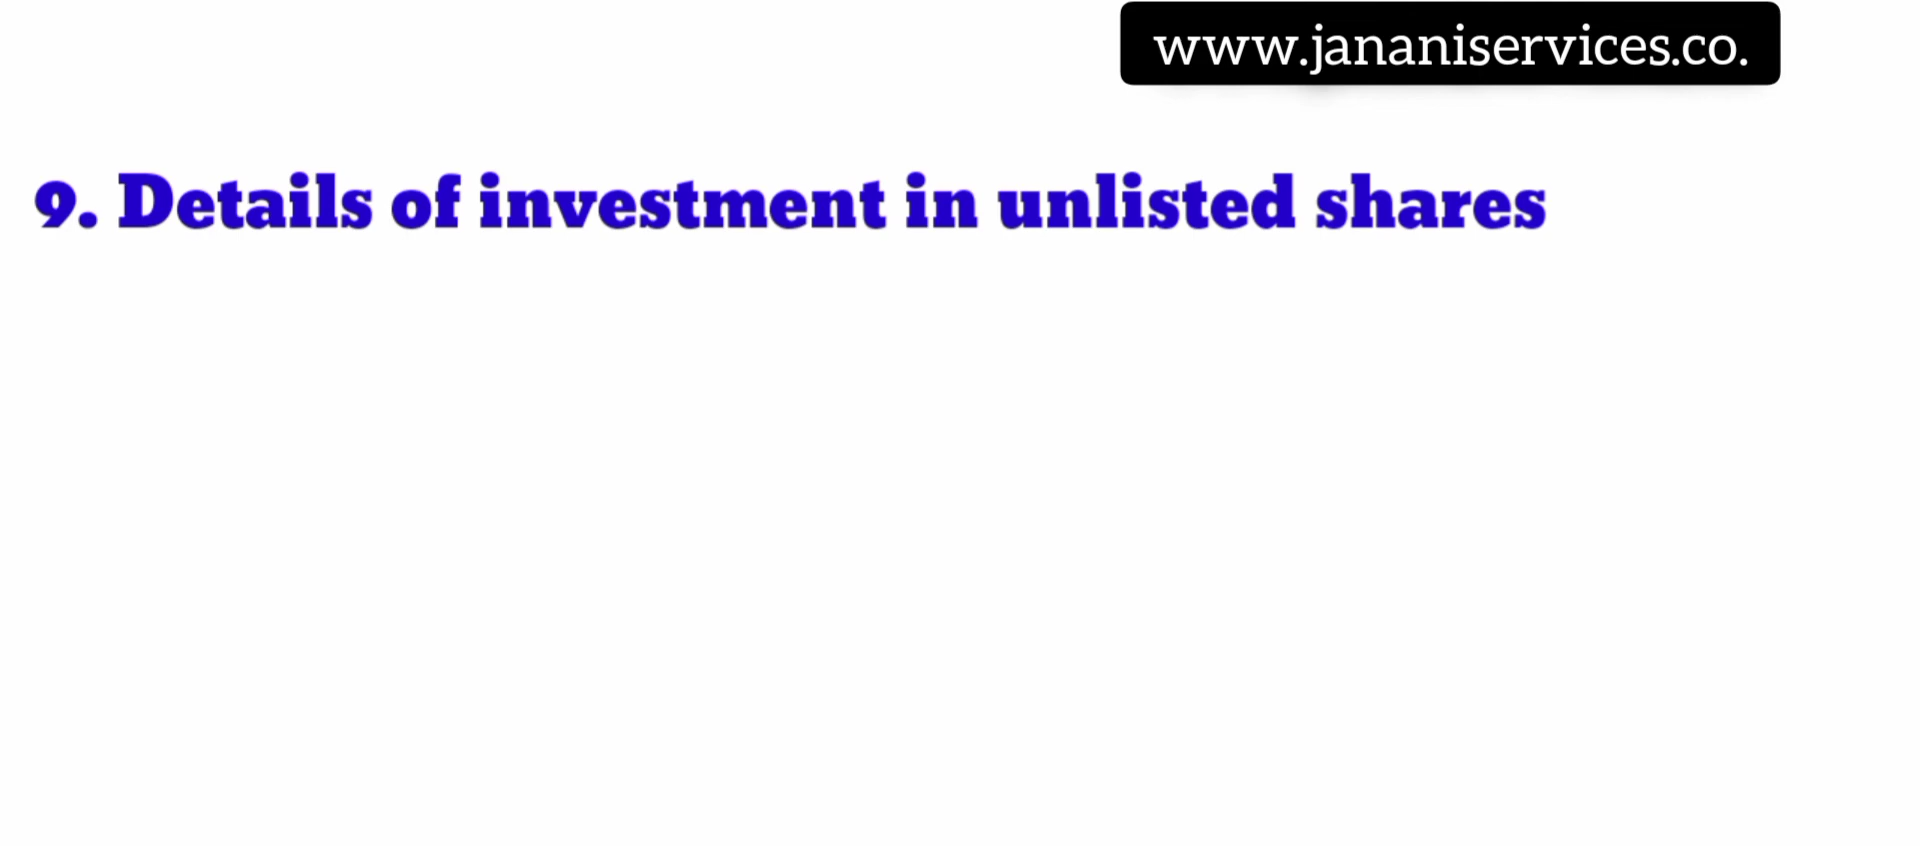 www.jananiservices.co.
9. Details of investment in unlisted shares